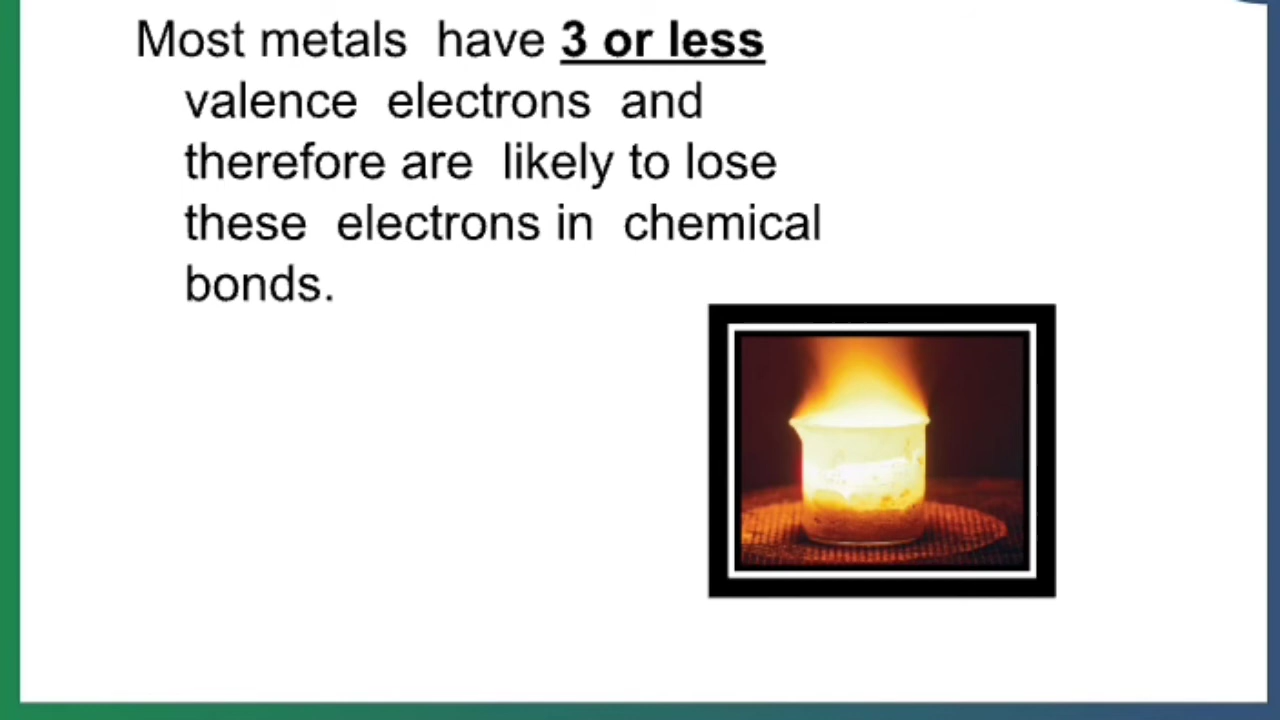 Most metals have 3 or less
valence electrons and
therefore are likely to lose
these electrons in chemical
bonds.